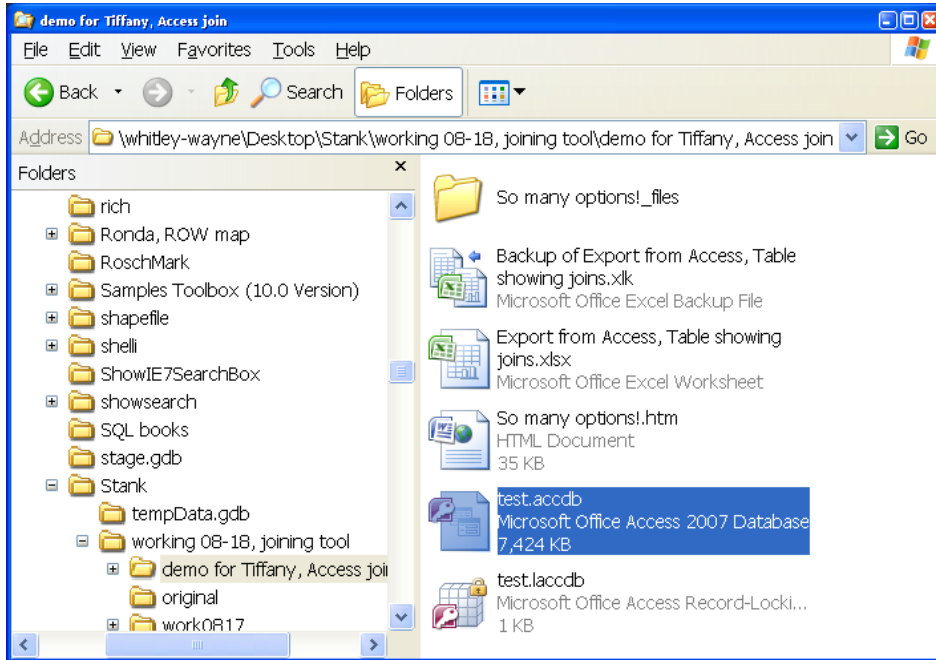 demo for Tiffany, Access join
File Edit View Favorites Tools Help
Back Search Folders
Address \whitley-wayne\Desktop\Stank\working 08-18, joining tool\demo for Tiffany, Access join Go
Folders x
rich
Ronda, ROW map
RoschMark
Samples Toolbox (10.0 Version)
shapefile
shelli
ShowIE7SearchBox
showsearch
SQL books
stage.gdb
Stank
tempData.gdb
working 08-18, joining tool
demo for Tiffany, Access joi
original
work0817
So many options!_files
Backup of Export from Access, Table
showing joins.xlk
Microsoft Office Excel Backup File
Export from Access, Table showing
joins.xlsx
Microsoft Office Excel Worksheet
So many options!.htm
HTML Document
35 KB
test.accdb
Microsoft Office Access 2007 Database
7,424 KB
test.laccdb
Microsoft Office Access Record-Locki...
1 KB